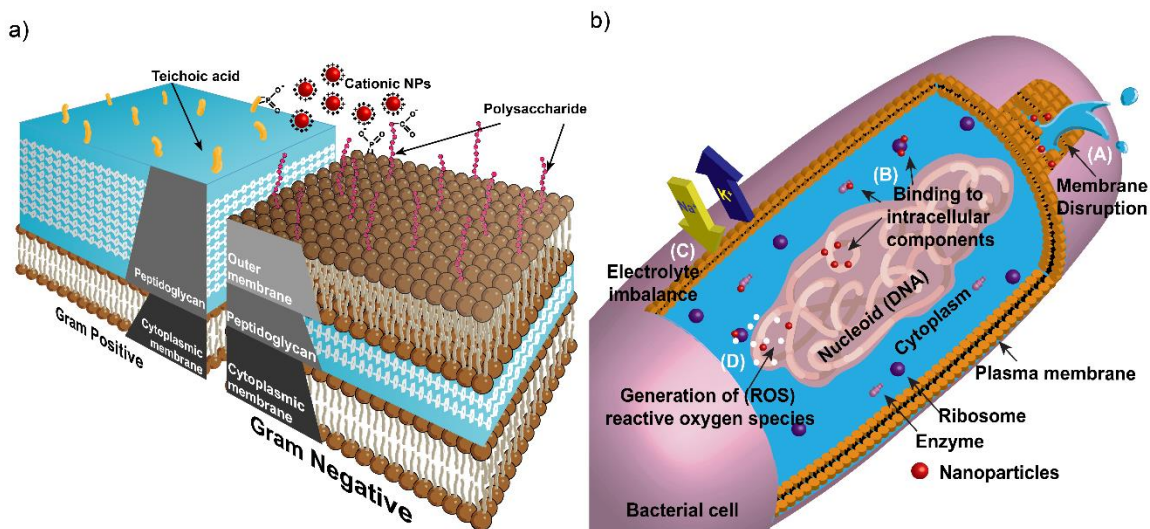 a)
Teichoic acid
Cationic NPs
Polysaccharide
Peptidoglycan
Cytoplasmic
membrane
Gram Positive
Outer
membrane
Peptidoglycan
Cytoplasmic
membrane
Gram Negative
b)
(A)
Membrane
Disruption
(B)
Binding to
intracellular
components
Na+
K+
(C)
Electrolyte
imbalance
Nucleoid (DNA)
Cytoplasm
(D)
Generation of (ROS)
reactive oxygen species
Plasma membrane
Ribosome
Enzyme
Nanoparticles
Bacterial cell